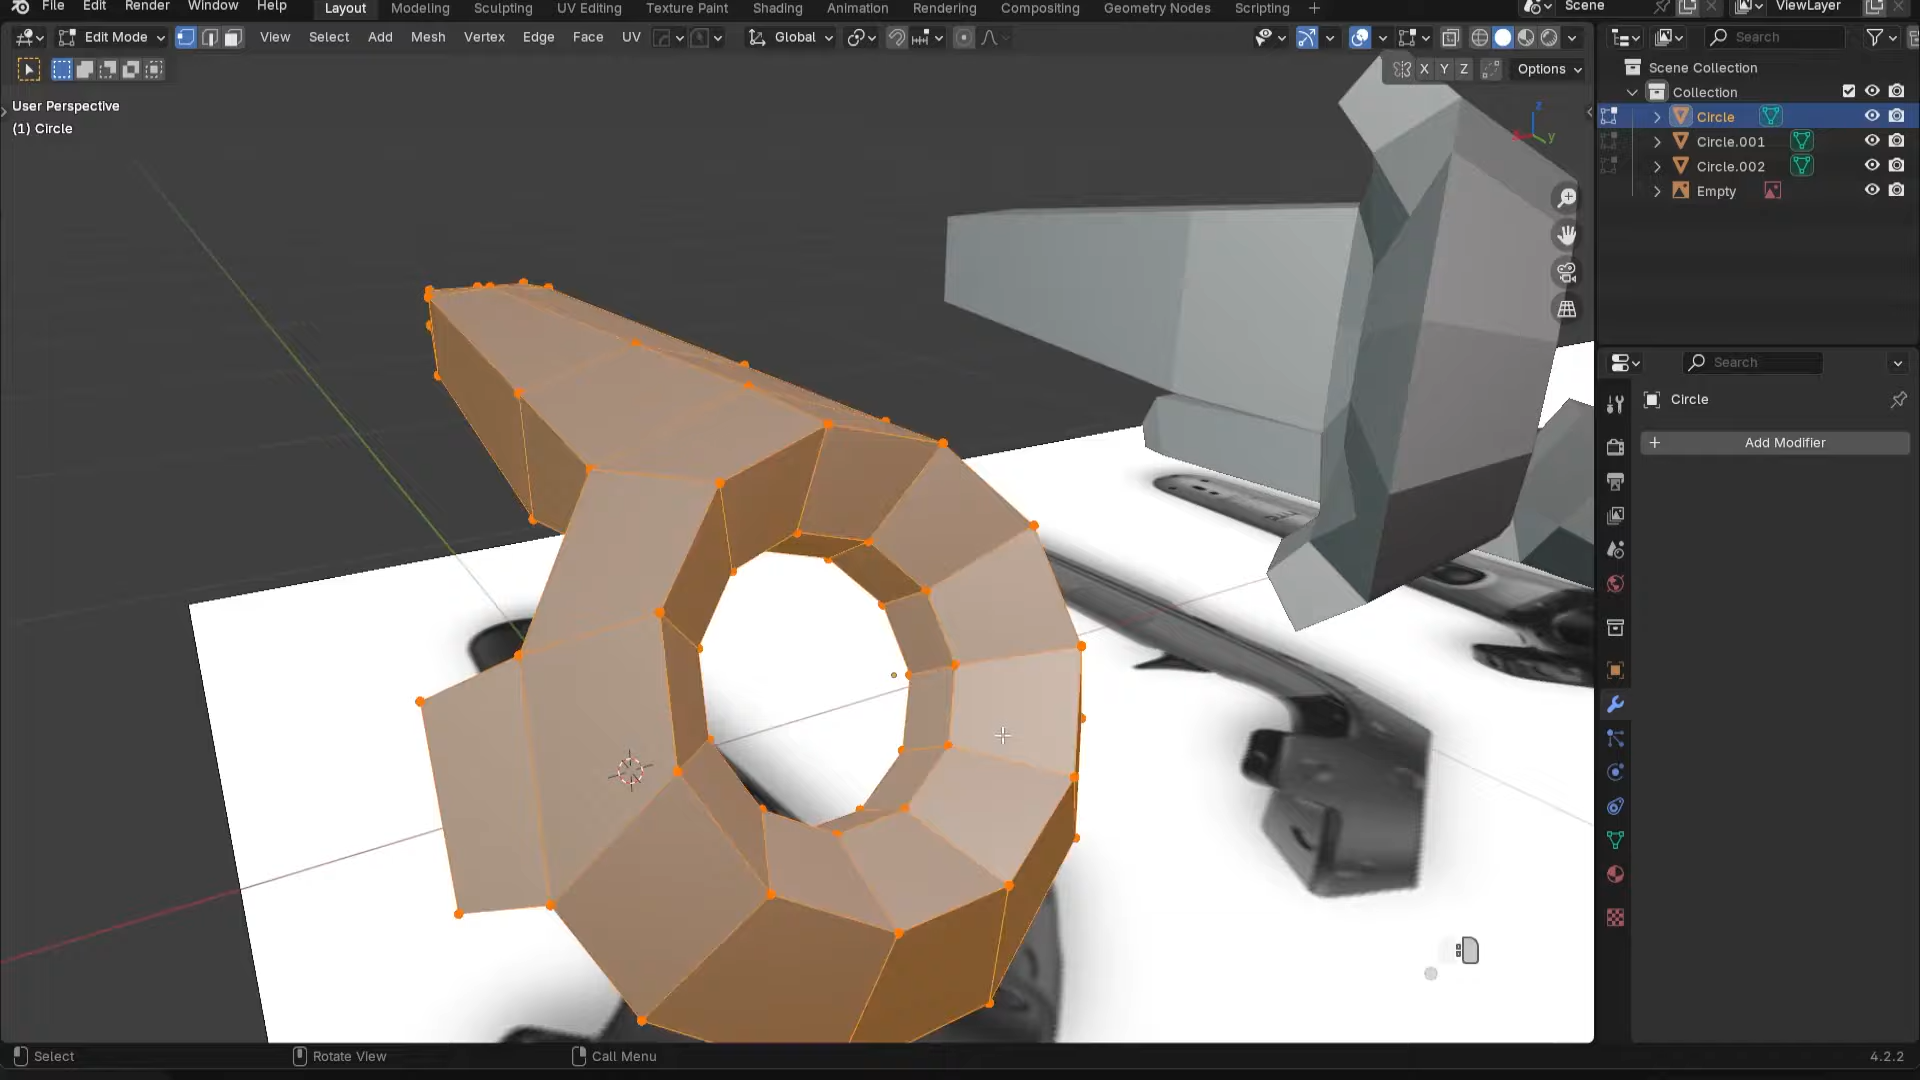 File Edit Render Window Help Layout Modeling Sculpting UV Editing Texture Paint Shading Animation Rendering Compositing Geometry Nodes Scripting + Scene ViewLayer
Edit Mode View Select Add Mesh Vertex Edge Face UV Global Search
X Y Z Options
Scene Collection
Collection
User Perspective
(1) Circle
Circle
Circle.001
Circle.002
Empty
z
y
Search
Circle
+ Add Modifier
Select Rotate View Call Menu 4.2.2